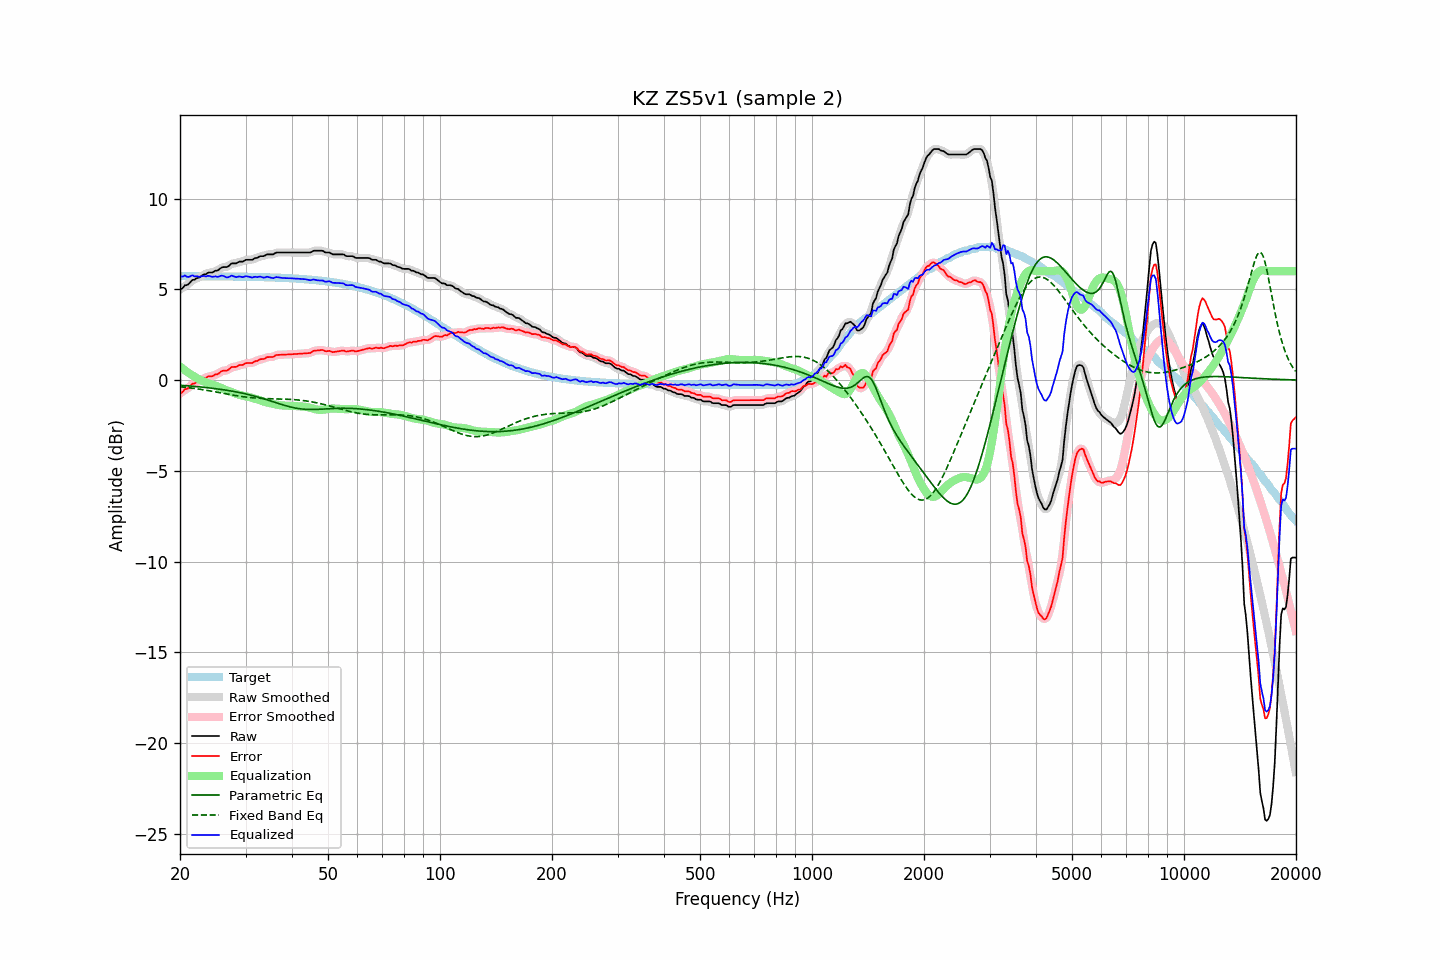 KZ ZS5v1 (sample 2)
10
5
0
−5
−10
−15
−20
−25
Amplitude (dBr)
Target
Raw Smoothed
Error Smoothed
Raw
Error
Equalization
Parametric Eq
Fixed Band Eq
Equalized
20 50 100 200 500 1000 2000 5000 10000 20000
Frequency (Hz)